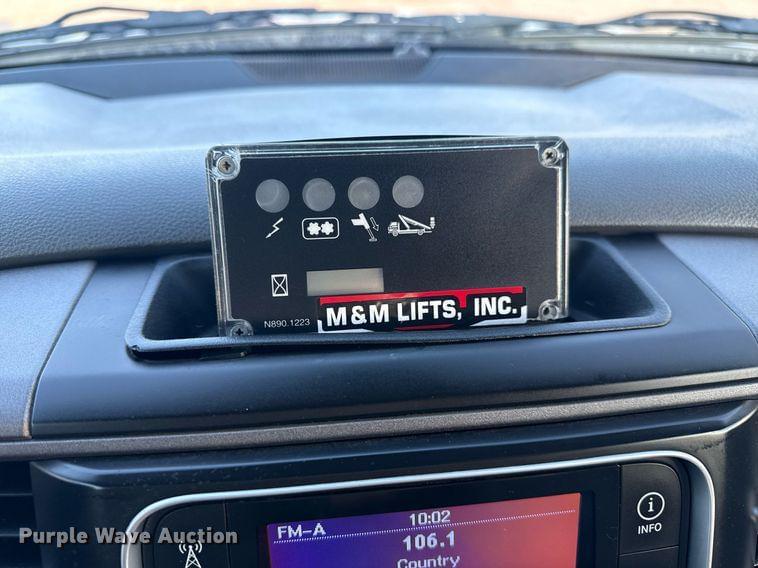 N890.1223
M & M LIFTS, INC.
FM-A
10:02
106.1
Country
INFO
Purple Wave Auction